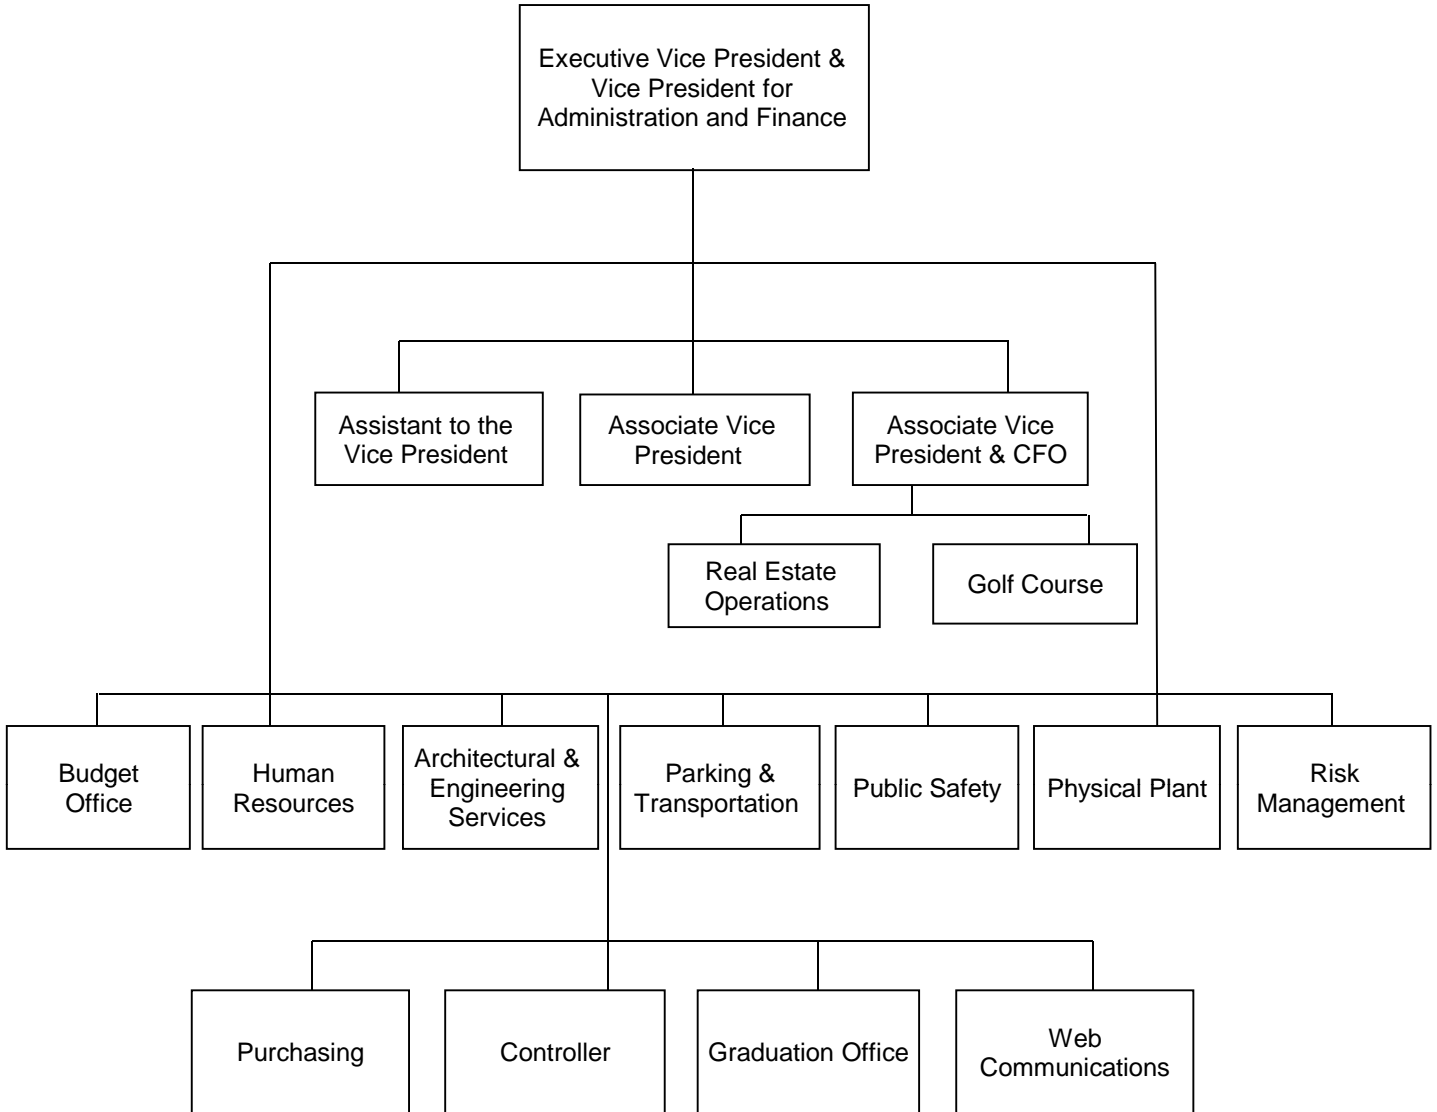 Executive Vice President &
Vice President for
Administration and Finance
Assistant to the
Vice President
Associate Vice
President
Associate Vice
President & CFO
Real Estate
Operations
Golf Course
Budget
Office
Human
Resources
Architectural &
Engineering
Services
Parking &
Transportation
Public Safety
Physical Plant
Risk
Management
Purchasing
Controller
Graduation Office
Web
Communications